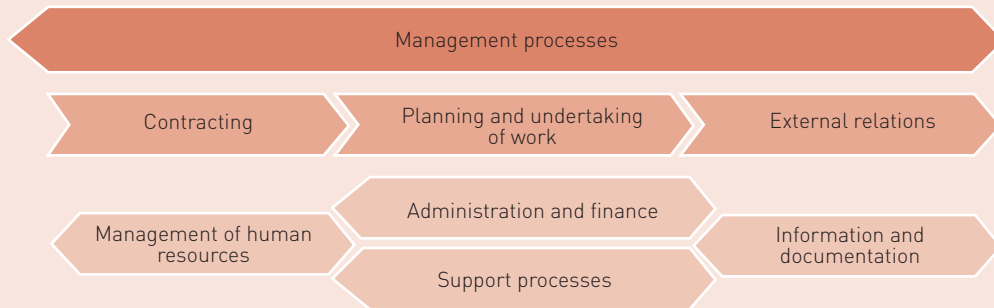 Management processes
Contracting
Planning and undertaking
of work
External relations
Administration and finance
Management of human
resources
Information and
documentation
Support processes